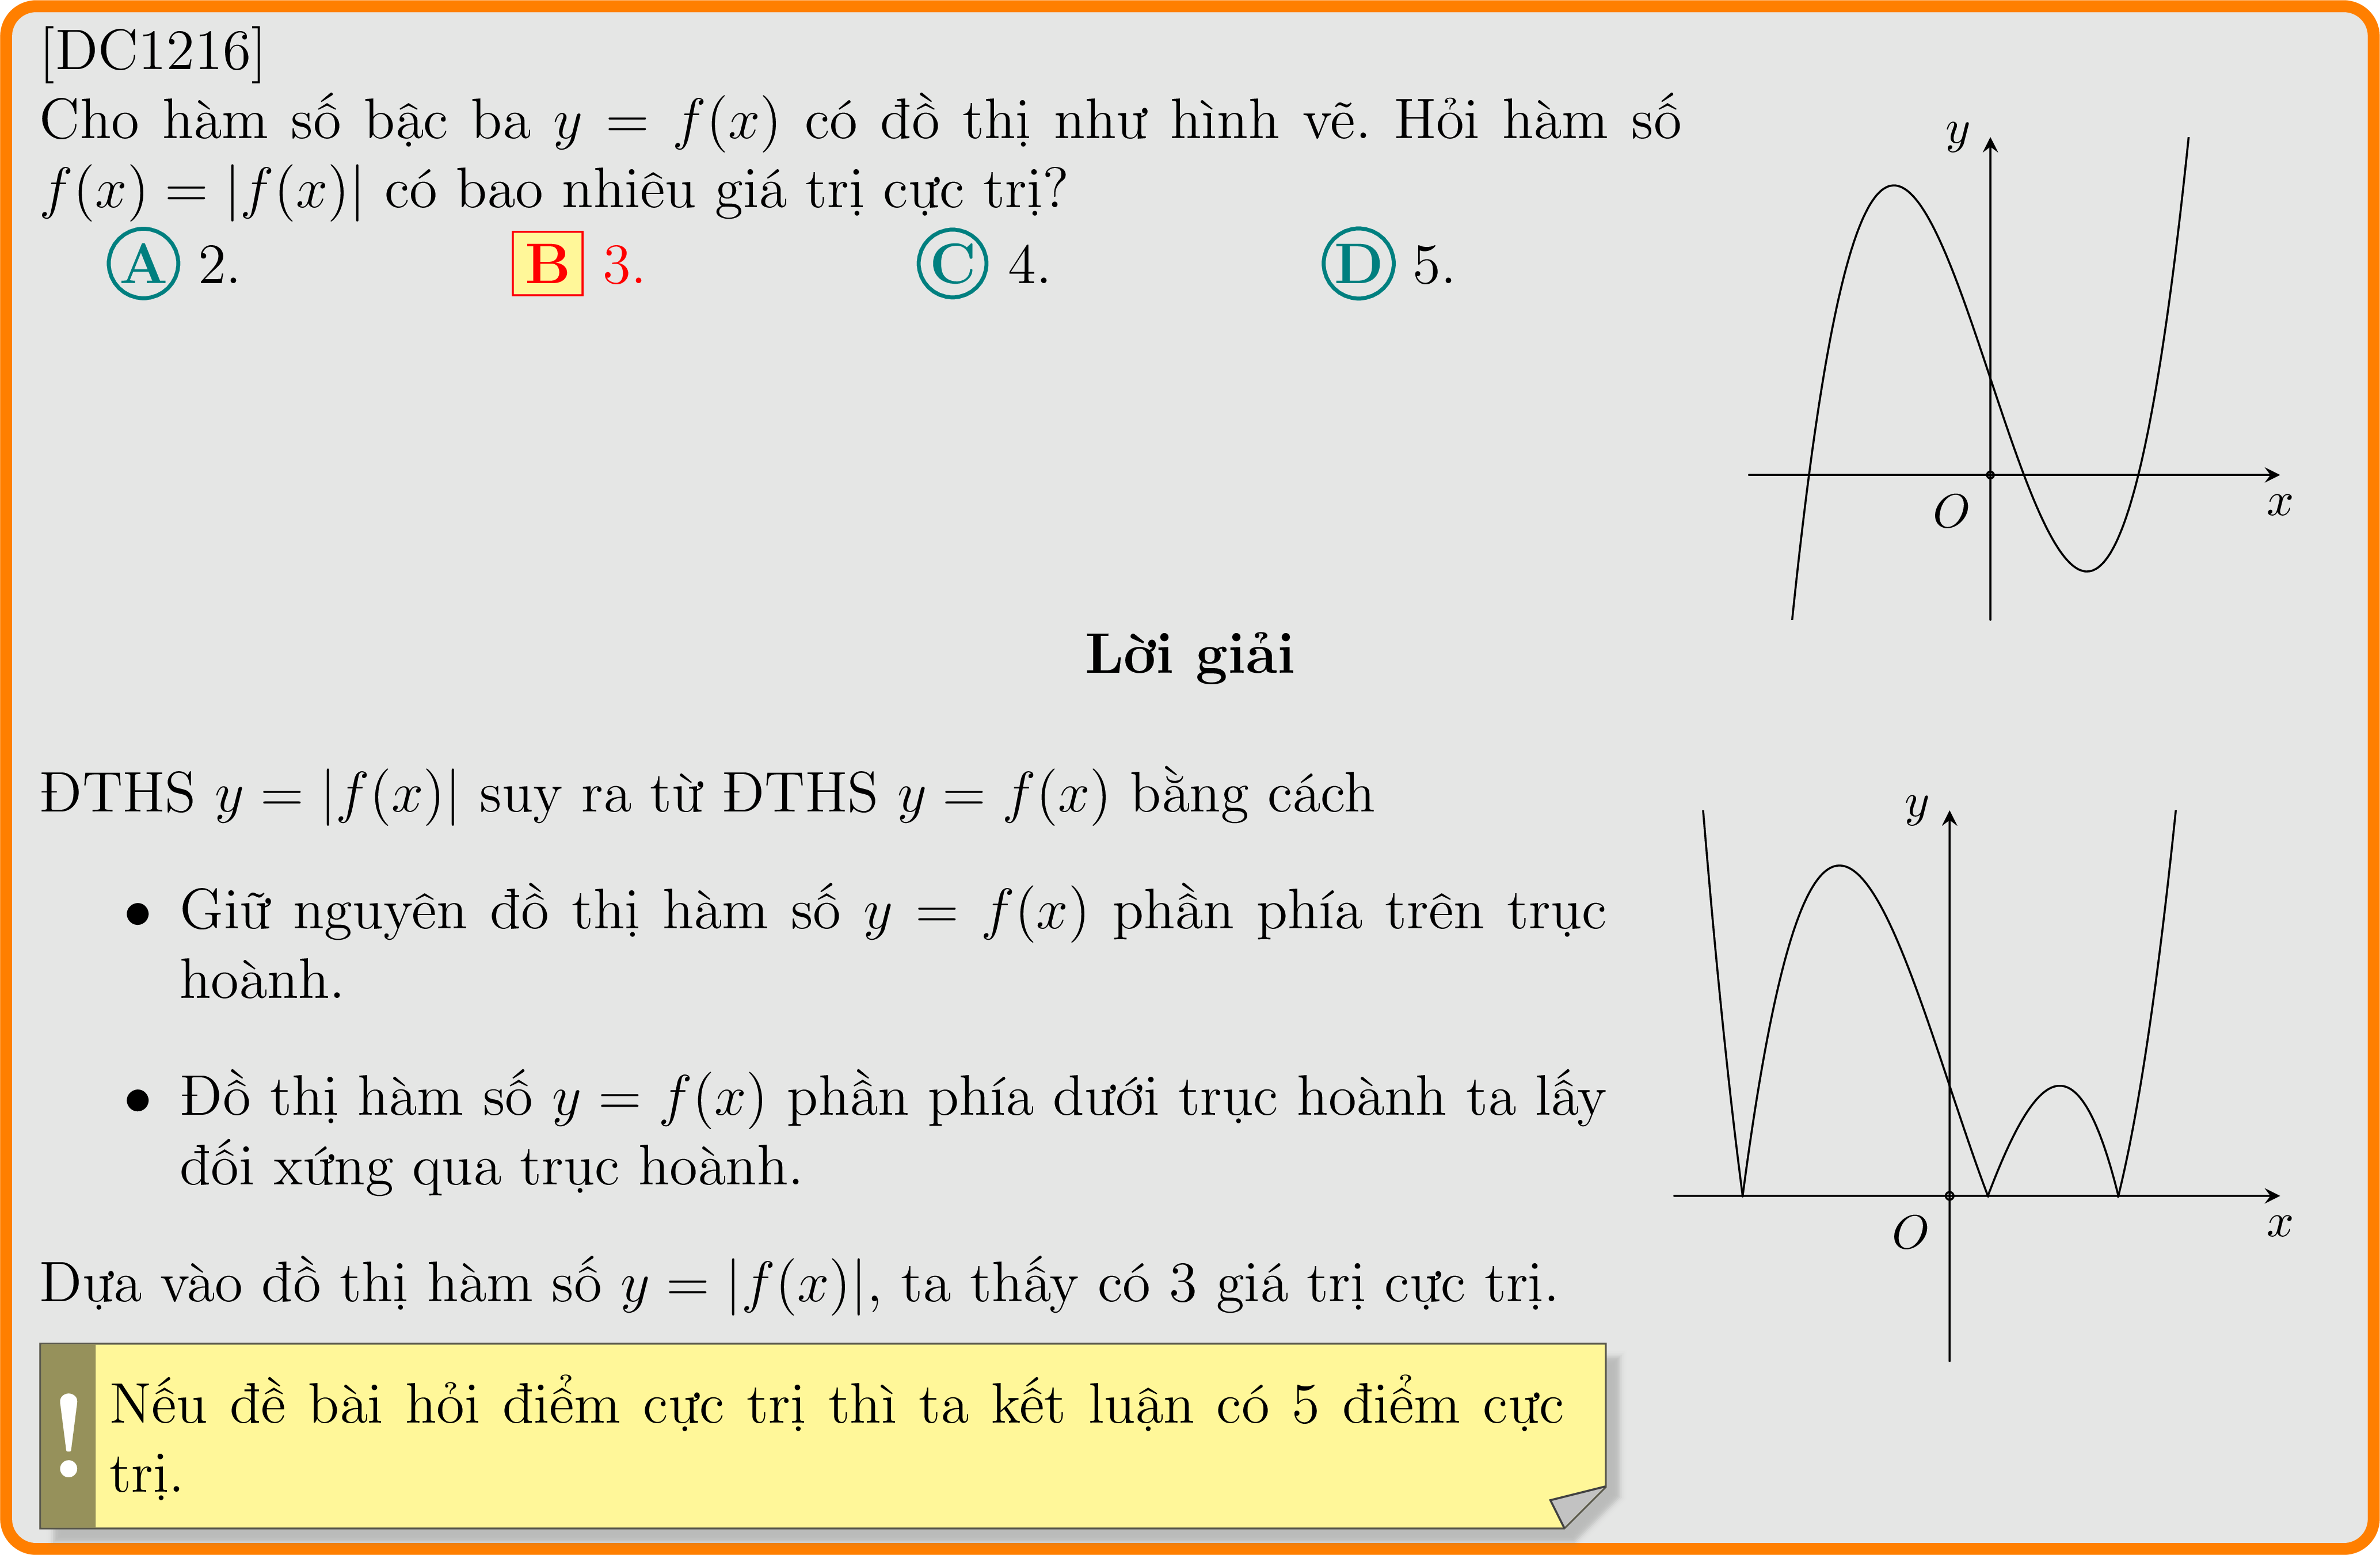 [DC1216]
Cho hàm số bậc ba y = f(x) có đồ thị như hình vẽ. Hỏi hàm số
f(x) = |f(x)| có bao nhiêu giá trị cực trị?
A 2. B 3. C 4. D 5.
y
O
x
Lời giải
ĐTHS y = |f(x)| suy ra từ ĐTHS y = f(x) bằng cách
• Giữ nguyên đồ thị hàm số y = f(x) phần phía trên trục
hoành.
• Đồ thị hàm số y = f(x) phần phía dưới trục hoành ta lấy
đối xứng qua trục hoành.
Dựa vào đồ thị hàm số y = |f(x)|, ta thấy có 3 giá trị cực trị.
y
O
x
! Nếu đề bài hỏi điểm cực trị thì ta kết luận có 5 điểm cực
trị.